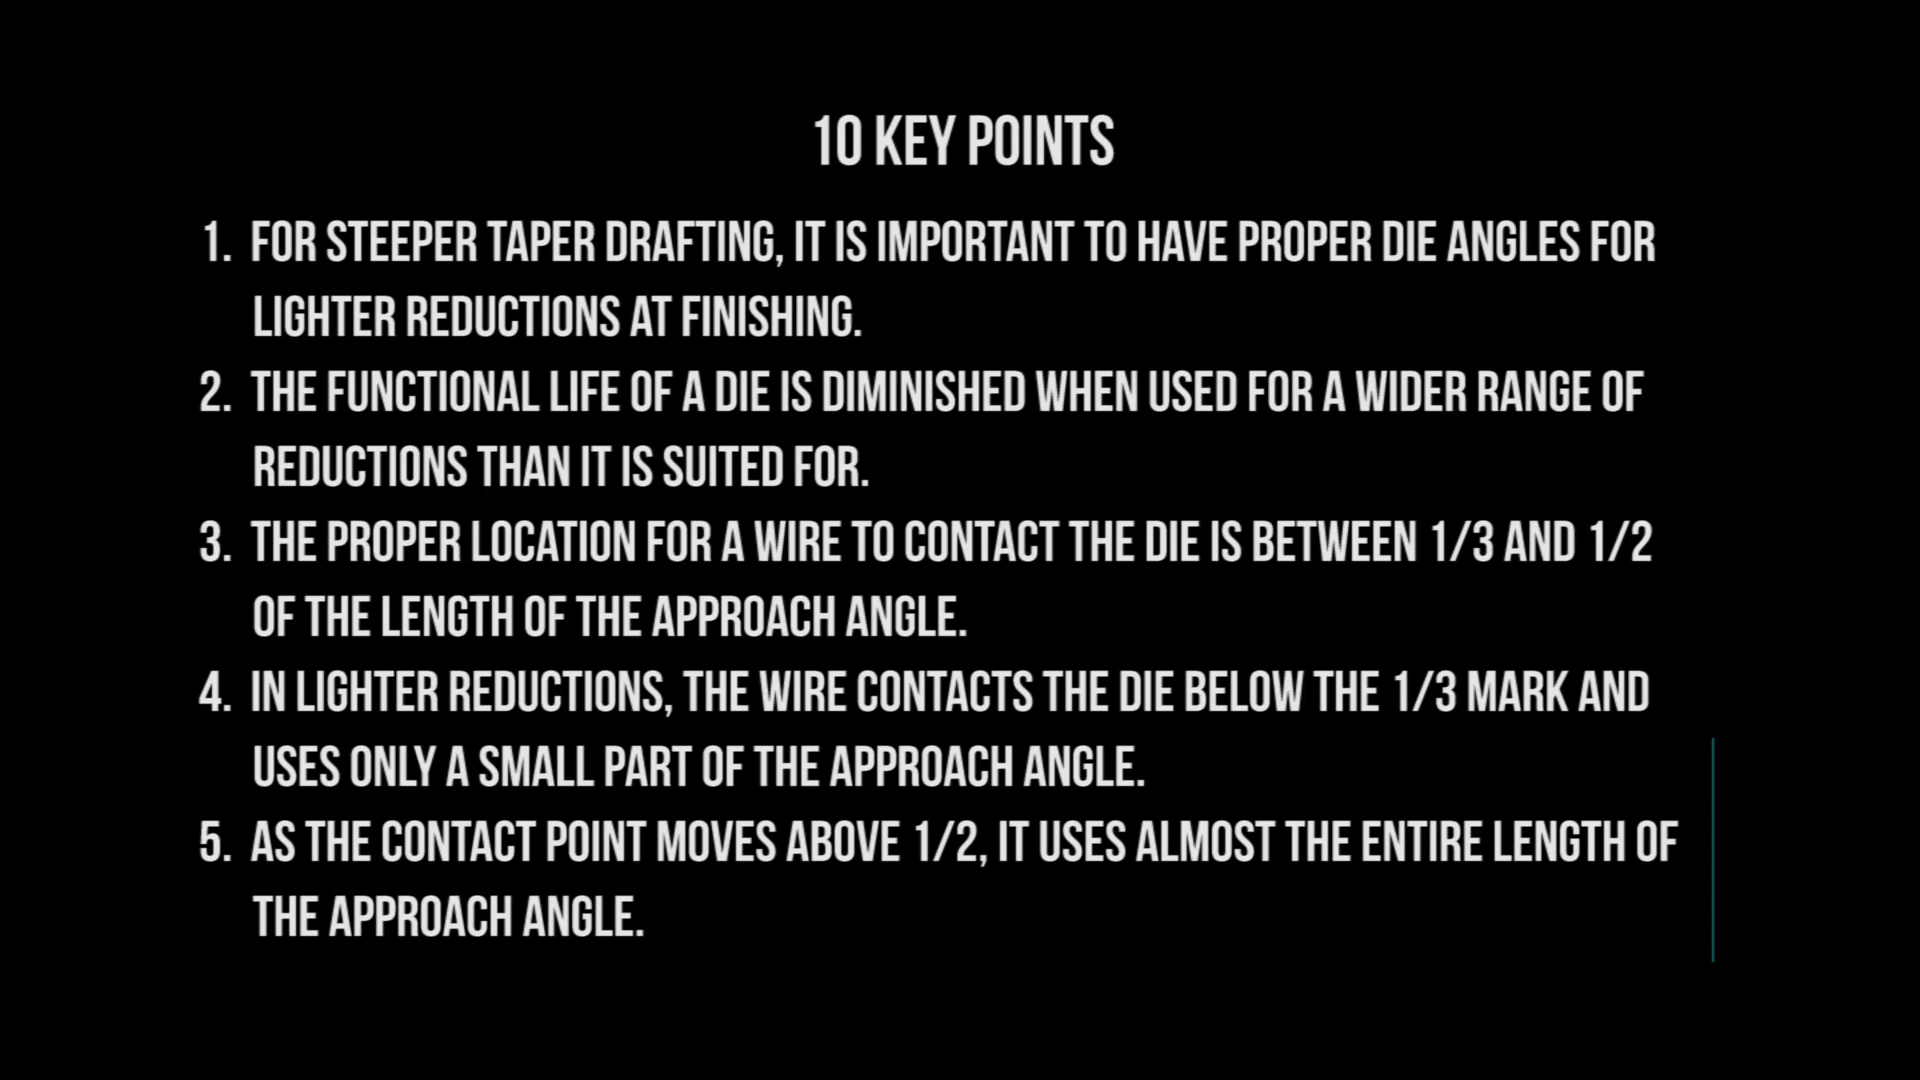 10 KEY POINTS
1. FOR STEEPER TAPER DRAFTING, IT IS IMPORTANT TO HAVE PROPER DIE ANGLES FOR
LIGHTER REDUCTIONS AT FINISHING.
2. THE FUNCTIONAL LIFE OF A DIE IS DIMINISHED WHEN USED FOR A WIDER RANGE OF
REDUCTIONS THAN IT IS SUITED FOR.
3. THE PROPER LOCATION FOR A WIRE TO CONTACT THE DIE IS BETWEEN 1/3 AND 1/2
OF THE LENGTH OF THE APPROACH ANGLE.
4. IN LIGHTER REDUCTIONS, THE WIRE CONTACTS THE DIE BELOW THE 1/3 MARK AND
USES ONLY A SMALL PART OF THE APPROACH ANGLE.
5. AS THE CONTACT POINT MOVES ABOVE 1/2, IT USES ALMOST THE ENTIRE LENGTH OF
THE APPROACH ANGLE.